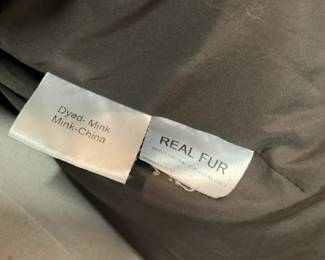 Dyed- Mink
Mink-China
REAL FUR